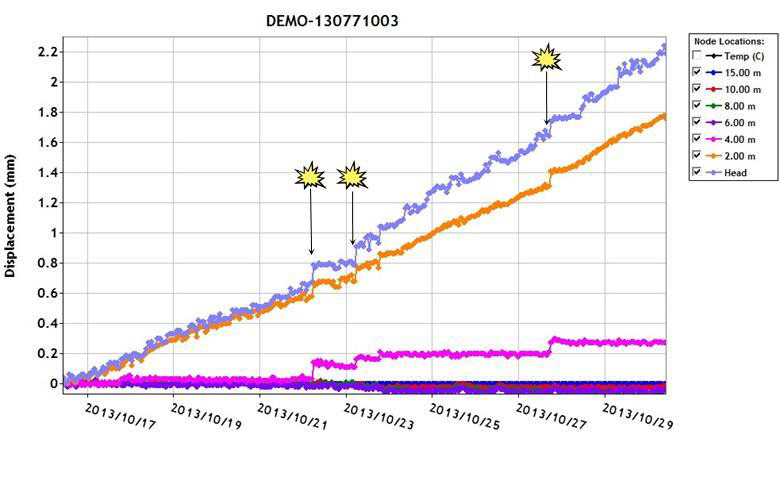 DEMO-130771003
Displacement (mm)
2.2
2
1.8
1.6
1.4
1.2
1
0.8
0.6
0.4
0.2
0
2013/10/17
2013/10/19
2013/10/21
2013/10/23
2013/10/25
2013/10/27
2013/10/29
Node Locations:
Temp (C)
15.00 m
10.00 m
8.00 m
6.00 m
4.00 m
2.00 m
Head